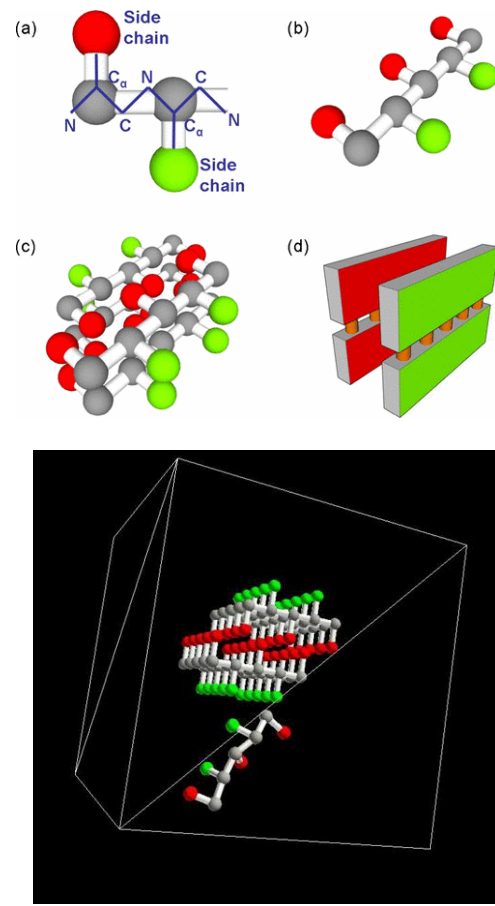 (a)
Side
chain
Cα N C
N C Cα N
Side
chain
(b)
(c)
(d)